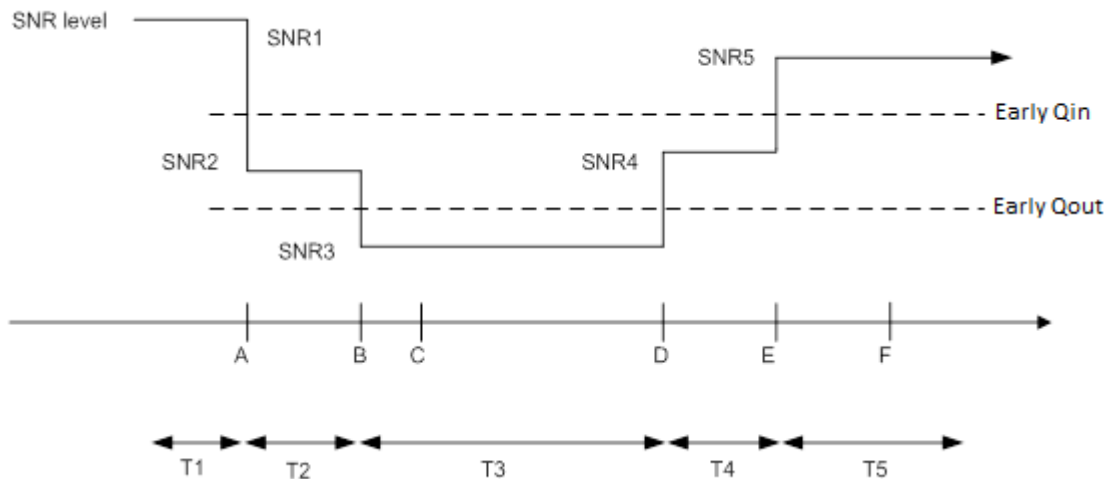 SNR level
SNR1
SNR5
Early Qin
SNR2
SNR4
Early Qout
SNR3
A B C D E F
T1 T2 T3 T4 T5